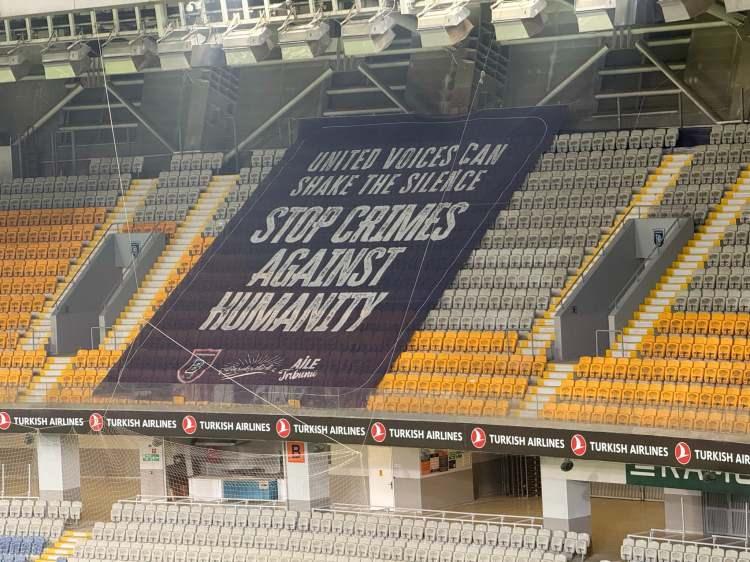 UNITED VOICES CAN
SHAKE THE SILENCE
STOP CRIMES
AGAINST
HUMANITY
AİLE
Tribünü
TURKISH AIRLINES TURKISH AIRLINES TURKISH AIRLINES TURKISH AIRLINES TURKISH AIRLINES TURKISH AIRLINES TURKISH AIRLINES TURKISH AIRLINES
R